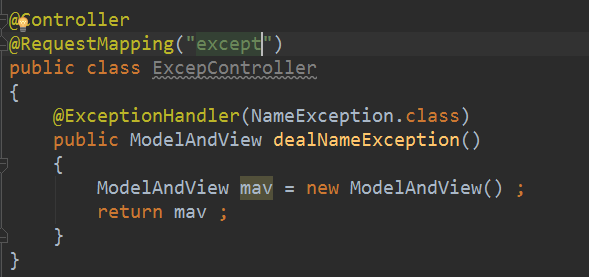 @Controller
@RequestMapping("except")
public class ExcepController
{
    @ExceptionHandler(NameException.class)
    public ModelAndView dealNameException()
    {
        ModelAndView mav = new ModelAndView() ;
        return mav ;
    }
}